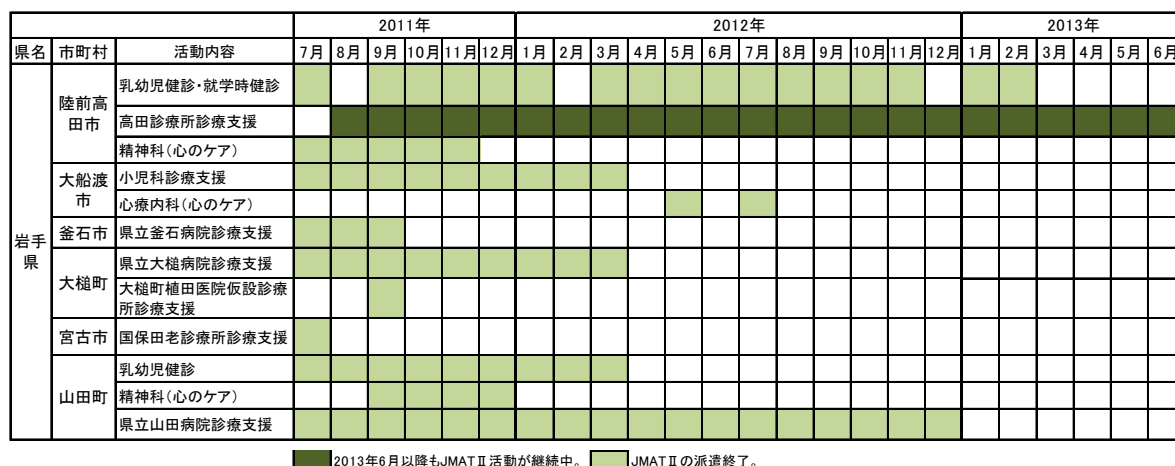 2011年 2012年 2013年
県名 市町村 活動内容 7月 8月 9月 10月 11月 12月 1月 2月 3月 4月 5月 6月 7月 8月 9月 10月 11月 12月 1月 2月 3月 4月 5月 6月
岩手
県
陸前高
田市
乳幼児健診・就学時健診
高田診療所診療支援
精神科(心のケア)
大船渡
市
小児科診療支援
心療内科(心のケア)
釜石市 県立釜石病院診療支援
大槌町
県立大槌病院診療支援
大槌町植田医院仮設診療
所診療支援
宮古市 国保田老診療所診療支援
山田町
乳幼児健診
精神科(心のケア)
県立山田病院診療支援
2013年6月以降もJMATⅡ活動が継続中。 JMATⅡの派遣終了。